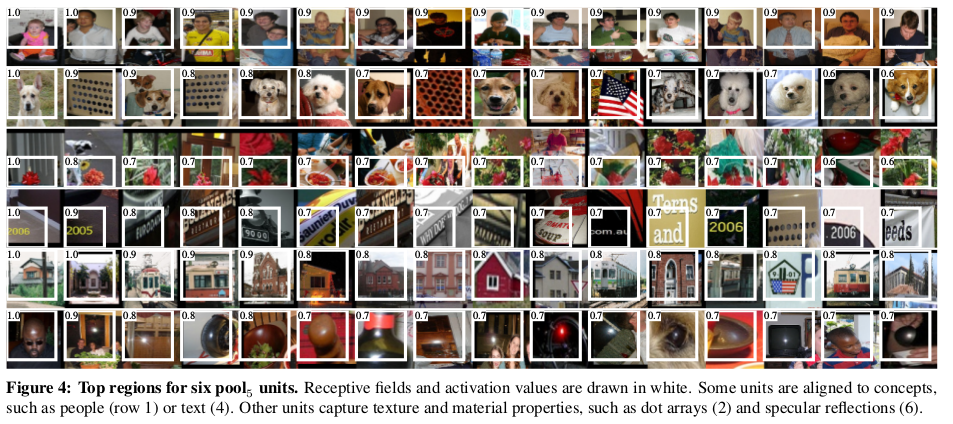 1.0 1.0 0.9 0.9 0.9 0.9 0.9 0.9 0.9 0.9 0.9 0.9 0.9 0.9 0.9 0.9
1.0 0.9 0.9 0.8 0.8 0.8 0.7 0.7 0.7 0.7 0.7 0.7 0.7 0.7 0.6 0.6
1.0 0.8 0.7 0.7 0.7 0.7 0.7 0.7 0.7 0.7 0.7 0.7 0.7 0.7 0.6 0.6
1.0 0.9 0.8 0.8 0.8 0.7 0.7 0.7 0.7 0.7 0.7 0.7 0.7 0.7 0.7 0.7
2006 2005 com.au Terns and 2006 2006 eeds
SOUP
1.0 1.0 0.9 0.9 0.9 0.8 0.8 0.8 0.8 0.8 0.8 0.8 0.8 0.8 0.8 0.8
1.0 0.9 0.8 0.8 0.8 0.7 0.7 0.7 0.7 0.7 0.7 0.7 0.7 0.7 0.7 0.7
Figure 4: Top regions for six pool5 units. Receptive fields and activation values are drawn in white. Some units are aligned to concepts,
such as people (row 1) or text (4). Other units capture texture and material properties, such as dot arrays (2) and specular reflections (6).